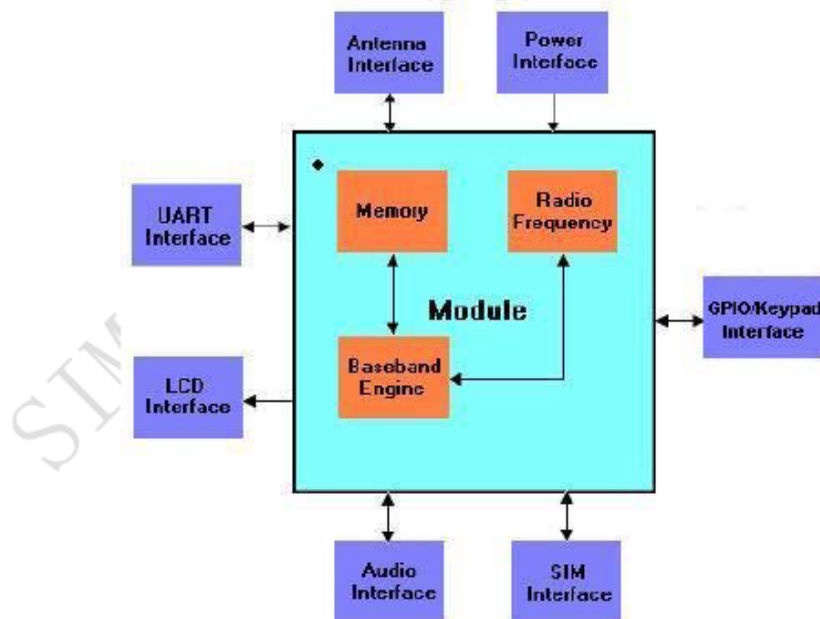 Antenna
Interface
Power
Interface
UART
Interface
Memory
Radio
Frequency
Module
GPIO/Keypad
Interface
LCD
Interface
Baseband
Engine
Audio
Interface
SIM
Interface
SIM